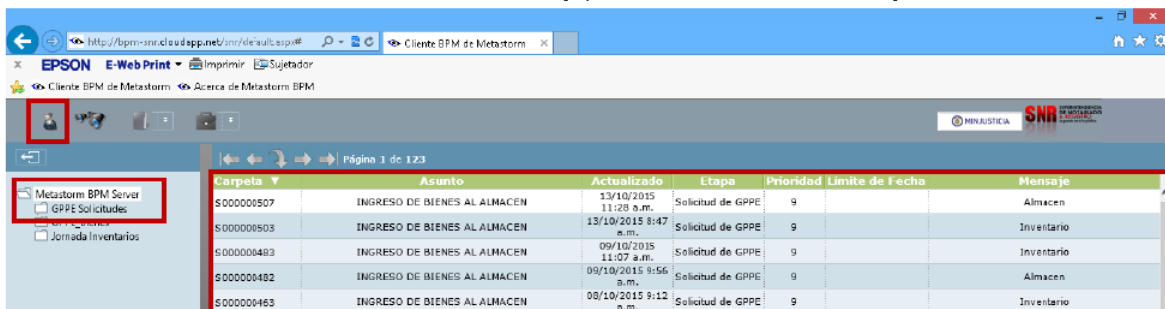 http://bpm-snr.cloudapp.net/snr/default.aspx#
Cliente BPM de Metastorm
EPSON E-Web Print
Imprimir
Sujetador
Cliente BPM de Metastorm
Acerca de Metastorm BPM
MINJUSTICIA
SNR SUPERINTENDENCIA DE NOTARIADO & REGISTRO
Página 1 de 123
Metastorm BPM Server
GPPE Solicitudes
GPPE_Bienes
Jornada Inventarios
Carpeta Asunto Actualizado Etapa Prioridad Limite de Fecha Mensaje
S000000507 INGRESO DE BIENES AL ALMACEN 13/10/2015 11:28 a.m. Solicitud de GPPE 9 Almacen
S000000503 INGRESO DE BIENES AL ALMACEN 13/10/2015 8:47 a.m. Solicitud de GPPE 9 Inventario
S000000483 INGRESO DE BIENES AL ALMACEN 09/10/2015 11:07 a.m. Solicitud de GPPE 9 Inventario
S000000482 INGRESO DE BIENES AL ALMACEN 09/10/2015 9:56 a.m. Solicitud de GPPE 9 Almacen
S000000463 INGRESO DE BIENES AL ALMACEN 08/10/2015 9:12 a.m. Solicitud de GPPE 9 Inventario